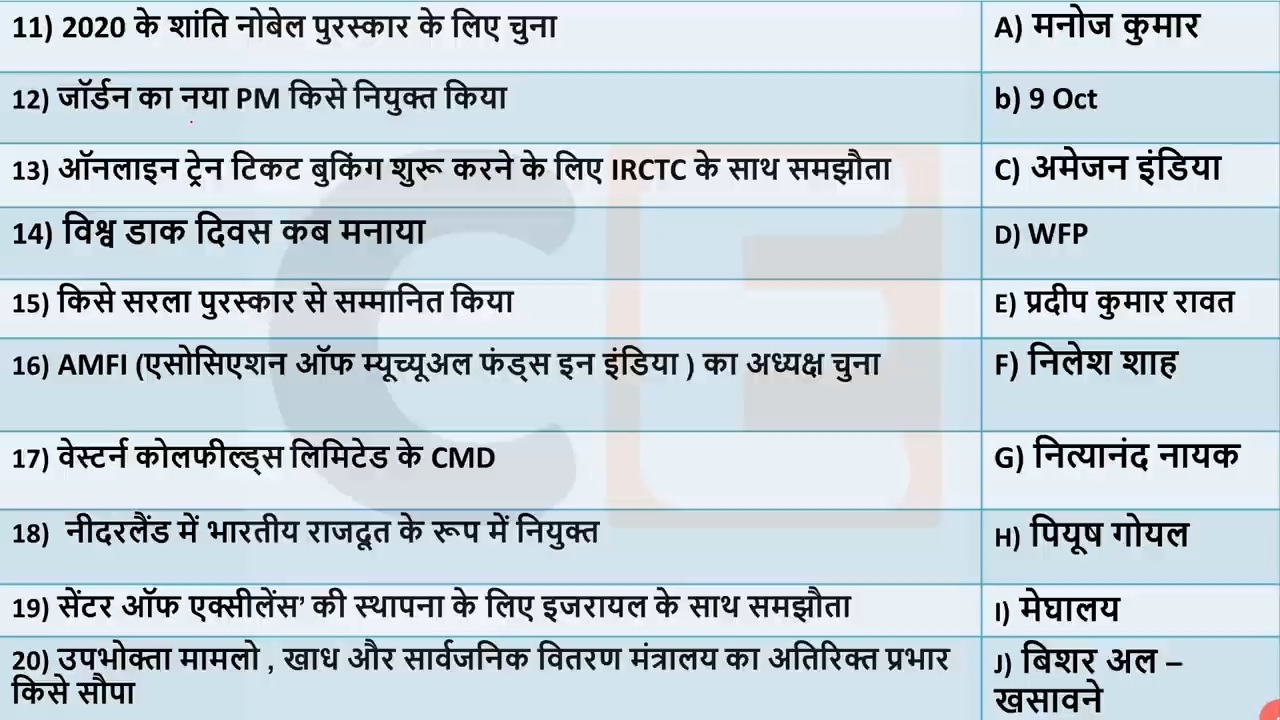 11) 2020 के शांति नोबेल पुरस्कार के लिए चुना
A) मनोज कुमार
12) जॉर्डन का नया PM किसे नियुक्त किया
b) 9 Oct
13) ऑनलाइन ट्रेन टिकट बुकिंग शुरू करने के लिए IRCTC के साथ समझौता
C) अमेजन इंडिया
14) विश्व डाक दिवस कब मनाया
D) WFP
15) किसे सरला पुरस्कार से सम्मानित किया
E) प्रदीप कुमार रावत
16) AMFI (एसोसिएशन ऑफ म्यूच्यूअल फंड्स इन इंडिया ) का अध्यक्ष चुना
F) निलेश शाह
17) वेस्टर्न कोलफील्ड्स लिमिटेड के CMD
G) नित्यानंद नायक
18) नीदरलैंड में भारतीय राजदूत के रूप में नियुक्त
H) पियूष गोयल
19) सेंटर ऑफ एक्सीलेंस’ की स्थापना के लिए इजरायल के साथ समझौता
I) मेघालय
20) उपभोक्ता मामलो , खाध और सार्वजनिक वितरण मंत्रालय का अतिरिक्त प्रभार
किसे सौपा
J) बिशर अल –
खसावने
CE